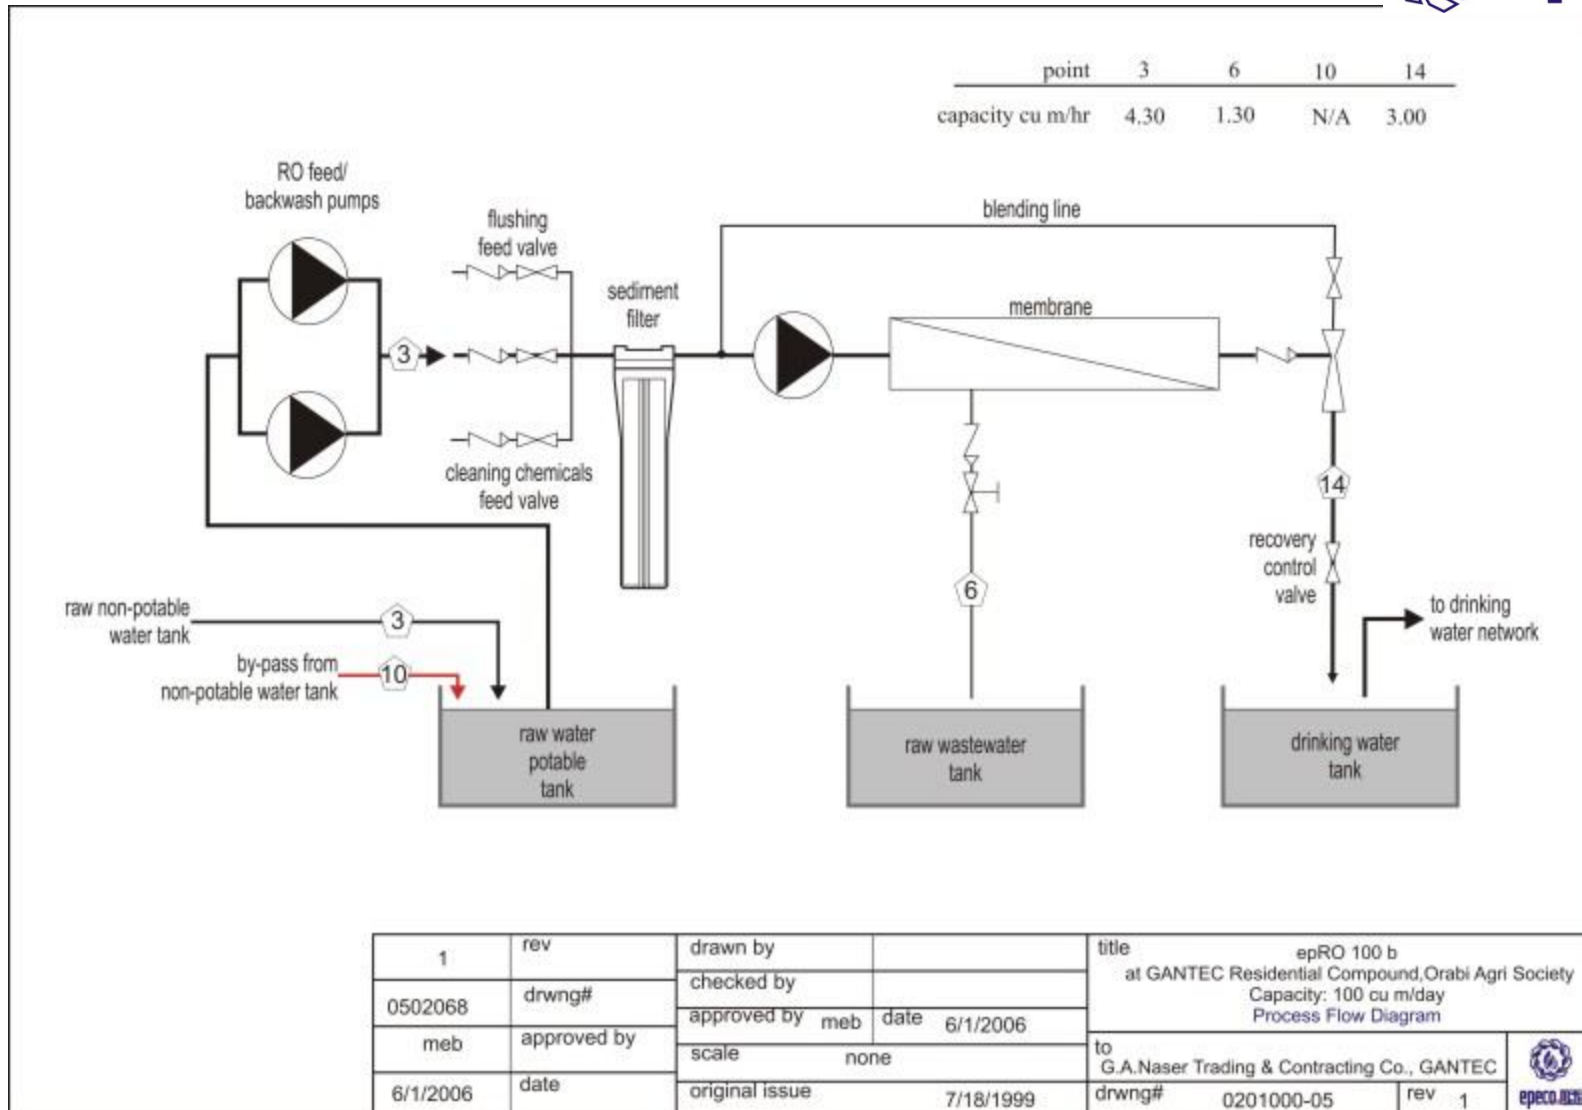 point 3 6 10 14
capacity cu m/hr 4.30 1.30 N/A 3.00
RO feed/
backwash pumps
flushing
feed valve
sediment
filter
blending line
membrane
3
cleaning chemicals
feed valve
14
recovery
control
valve
6
raw non-potable
water tank
3
by-pass from
non-potable water tank
10
to drinking
water network
raw water
potable
tank
raw wastewater
tank
drinking water
tank
1 rev
0502068 drwng#
meb approved by
6/1/2006 date
drawn by
checked by
approved by meb date 6/1/2006
scale none
original issue 7/18/1999
title epRO 100 b
at GANTEC Residential Compound,Orabi Agri Society
Capacity: 100 cu m/day
Process Flow Diagram
to
G.A.Naser Trading & Contracting Co., GANTEC
drwng# 0201000-05 rev 1